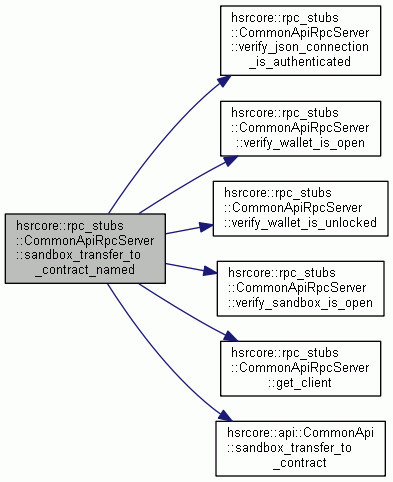 hsrcore::rpc_stubs
::CommonApiRpcServer
::verify_json_connection
_is_authenticated
hsrcore::rpc_stubs
::CommonApiRpcServer
::verify_wallet_is_open
hsrcore::rpc_stubs
::CommonApiRpcServer
::verify_wallet_is_unlocked
hsrcore::rpc_stubs
::CommonApiRpcServer
::sandbox_transfer_to
_contract_named
hsrcore::rpc_stubs
::CommonApiRpcServer
::verify_sandbox_is_open
hsrcore::rpc_stubs
::CommonApiRpcServer
::get_client
hsrcore::api::CommonApi
::sandbox_transfer_to
_contract